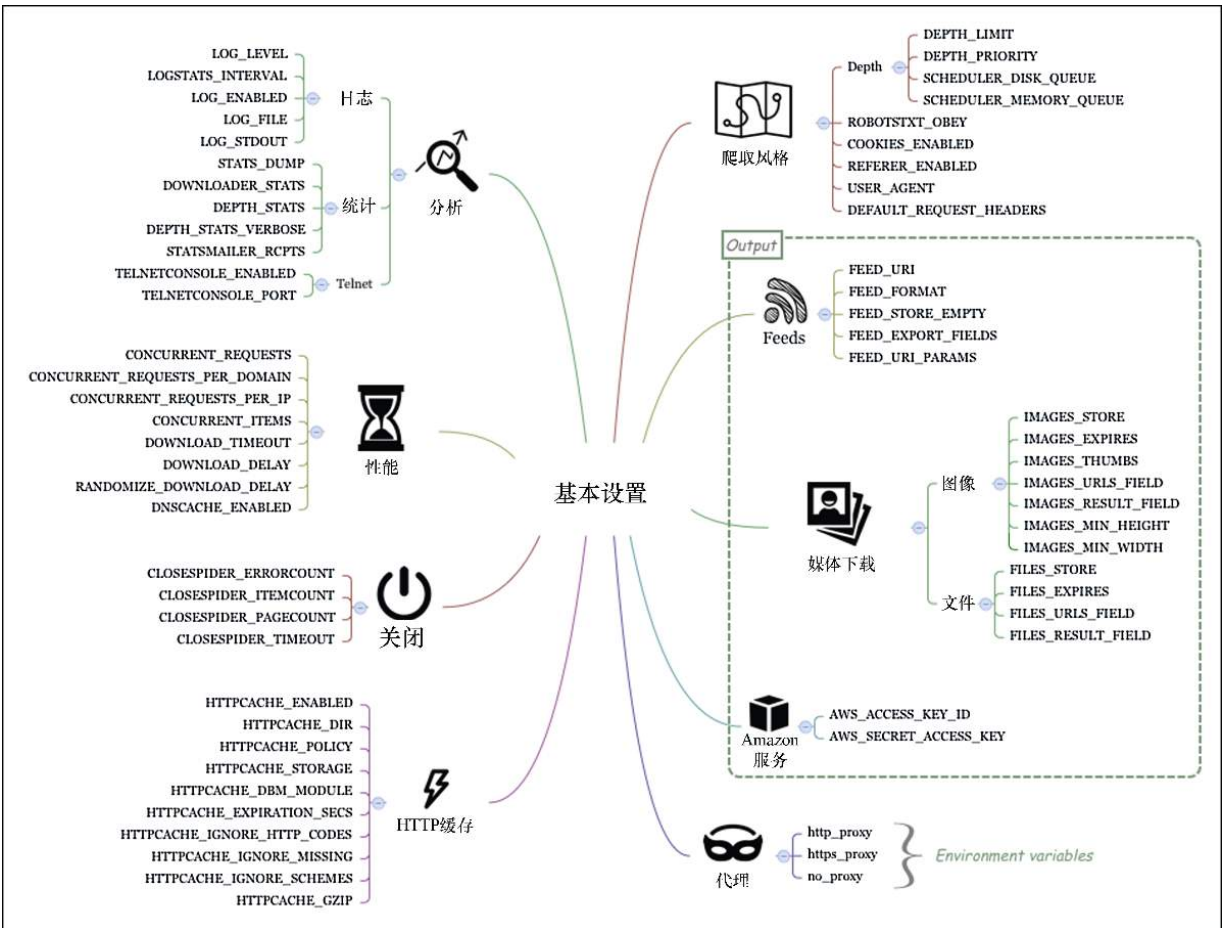 基本设置
分析
日志
LOG_LEVEL
LOGSTATS_INTERVAL
LOG_ENABLED
LOG_FILE
LOG_STDOUT
统计
STATS_DUMP
DOWNLOADER_STATS
DEPTH_STATS
DEPTH_STATS_VERBOSE
STATSMAILER_RCPTS
Telnet
TELNETCONSOLE_ENABLED
TELNETCONSOLE_PORT
性能
CONCURRENT_REQUESTS
CONCURRENT_REQUESTS_PER_DOMAIN
CONCURRENT_REQUESTS_PER_IP
CONCURRENT_ITEMS
DOWNLOAD_TIMEOUT
DOWNLOAD_DELAY
RANDOMIZE_DOWNLOAD_DELAY
DNSCACHE_ENABLED
关闭
CLOSESPIDER_ERRORCOUNT
CLOSESPIDER_ITEMCOUNT
CLOSESPIDER_PAGECOUNT
CLOSESPIDER_TIMEOUT
HTTP缓存
HTTPCACHE_ENABLED
HTTPCACHE_DIR
HTTPCACHE_POLICY
HTTPCACHE_STORAGE
HTTPCACHE_DBM_MODULE
HTTPCACHE_EXPIRATION_SECS
HTTPCACHE_IGNORE_HTTP_CODES
HTTPCACHE_IGNORE_MISSING
HTTPCACHE_IGNORE_SCHEMES
HTTPCACHE_GZIP
爬取风格
Depth
DEPTH_LIMIT
DEPTH_PRIORITY
SCHEDULER_DISK_QUEUE
SCHEDULER_MEMORY_QUEUE
ROBOTSTXT_OBEY
COOKIES_ENABLED
REFERER_ENABLED
USER_AGENT
DEFAULT_REQUEST_HEADERS
Output
Feeds
FEED_URI
FEED_FORMAT
FEED_STORE_EMPTY
FEED_EXPORT_FIELDS
FEED_URI_PARAMS
媒体下载
图像
IMAGES_STORE
IMAGES_EXPIRES
IMAGES_THUMBS
IMAGES_URLS_FIELD
IMAGES_RESULT_FIELD
IMAGES_MIN_HEIGHT
IMAGES_MIN_WIDTH
文件
FILES_STORE
FILES_EXPIRES
FILES_URLS_FIELD
FILES_RESULT_FIELD
Amazon
服务
AWS_ACCESS_KEY_ID
AWS_SECRET_ACCESS_KEY
代理
http_proxy
https_proxy
no_proxy
Environment variables